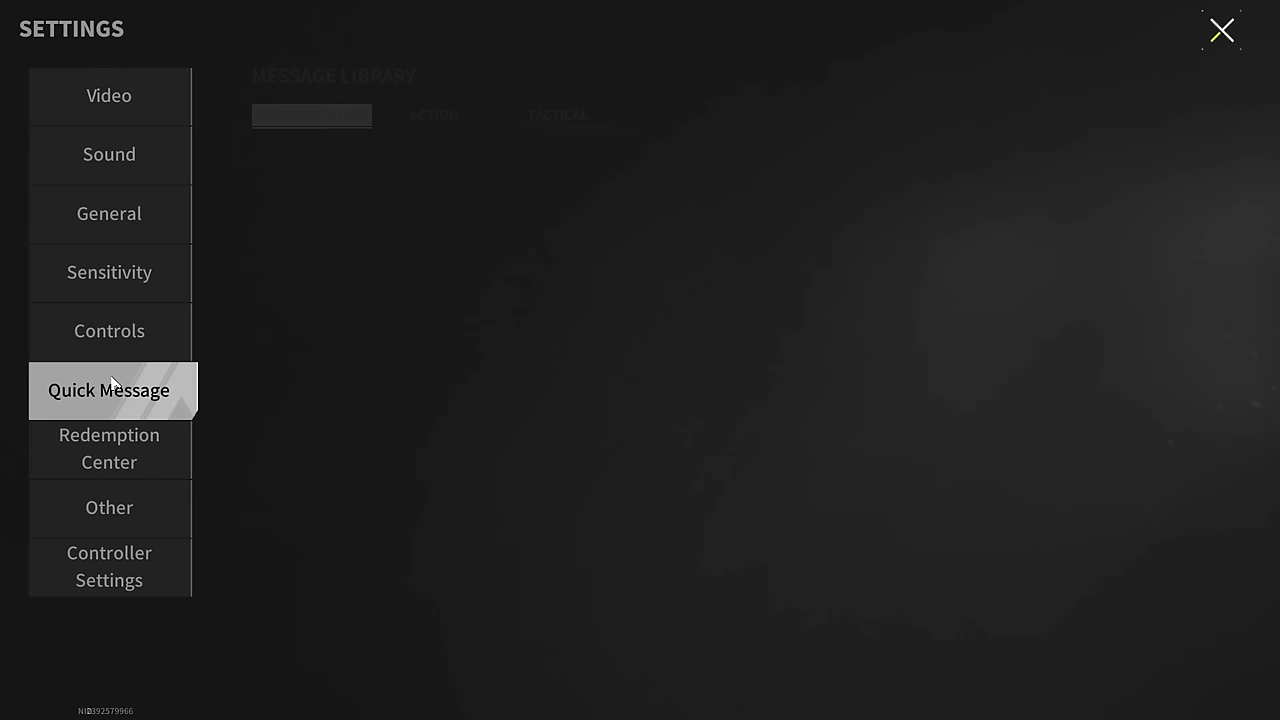 SETTINGS
Video
Sound
General
Sensitivity
Controls
Quick Message
Redemption
Center
Other
Controller
Settings
MESSAGE LIBRARY
ACTION
TACTICAL